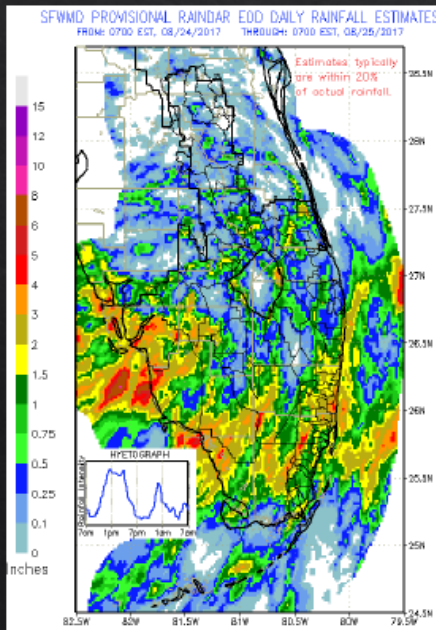 SFWMD PROVISIONAL RAINDAR EOD DAILY RAINFALL ESTIMATES
FROM: 0700 EST, 08/24/2017 THROUGH: 0700 EST, 08/25/2017
Estimates typically
are within 20%
of actual rainfall.
15
12
10
8
6
5
4
3
2
1.5
1
0.75
0.5
0.25
0.1
0
Inches
28N
27.5N
27N
26.5N
26N
25.5N
25N
24.5N
HYETOGRAPH
Rainfall Intensity
7am 1pm 7pm 1am 7am
82.5W 82W 81.5W 81W 80.5W 80W 79.5W